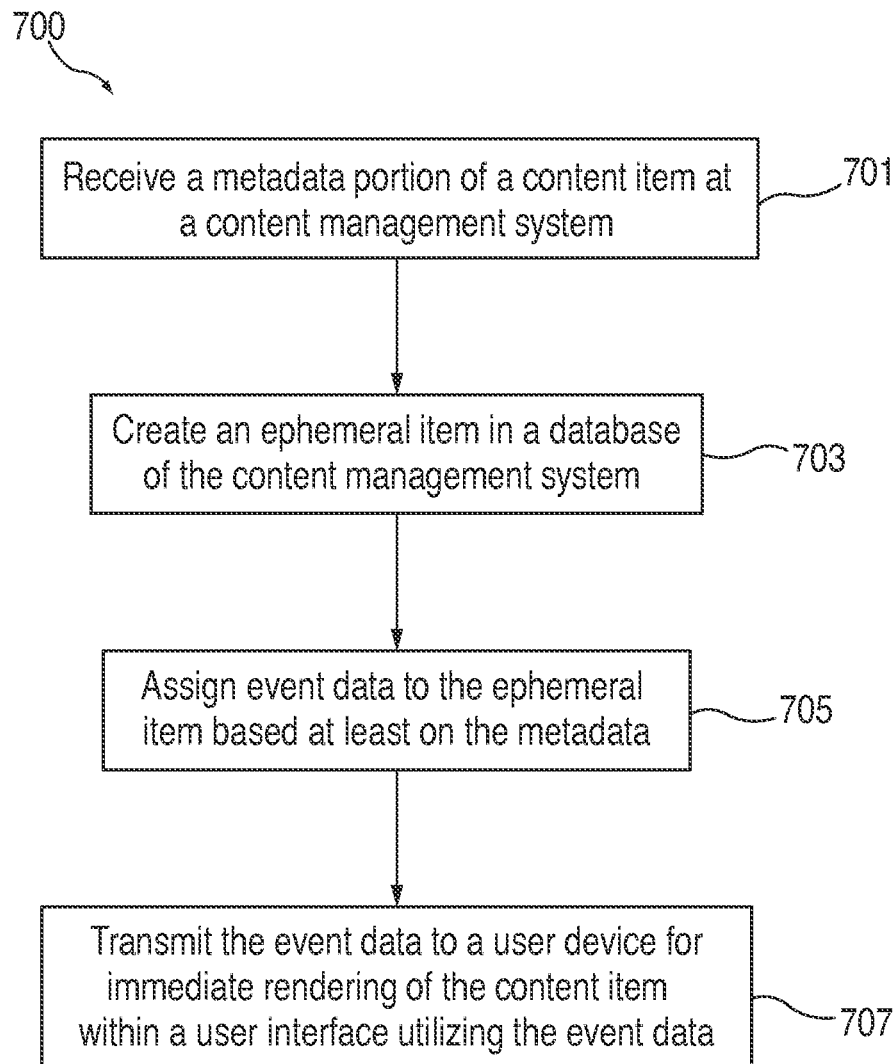 700
Receive a metadata portion of a content item at
a content management system
701
Create an ephemeral item in a database
of the content management system
703
Assign event data to the ephemeral
item based at least on the metadata
705
Transmit the event data to a user device for
immediate rendering of the content item
within a user interface utilizing the event data
707